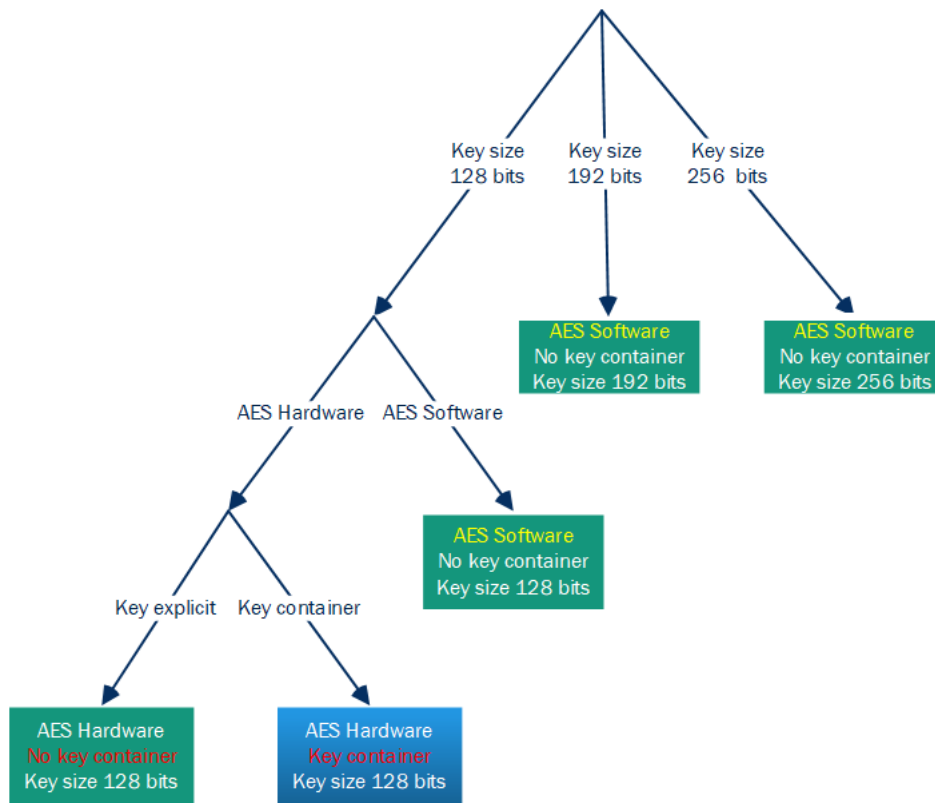 Key size
128 bits
Key size
192 bits
Key size
256 bits
AES Software
No key container
Key size 192 bits
AES Software
No key container
Key size 256 bits
AES Hardware
AES Software
AES Software
No key container
Key size 128 bits
Key explicit
Key container
AES Hardware
No key container
Key size 128 bits
AES Hardware
Key container
Key size 128 bits